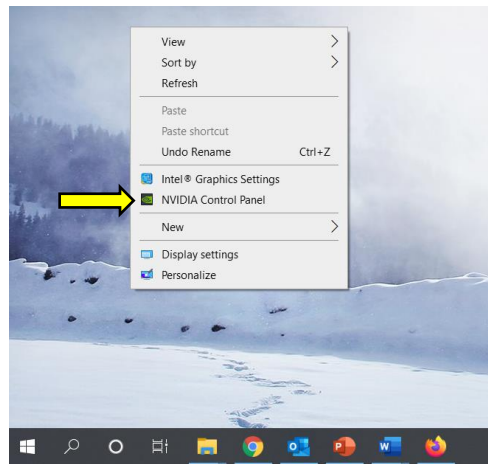 View
Sort by
Refresh
Paste
Paste shortcut
Undo Rename Ctrl+Z
Intel® Graphics Settings
NVIDIA Control Panel
New
Display settings
Personalize